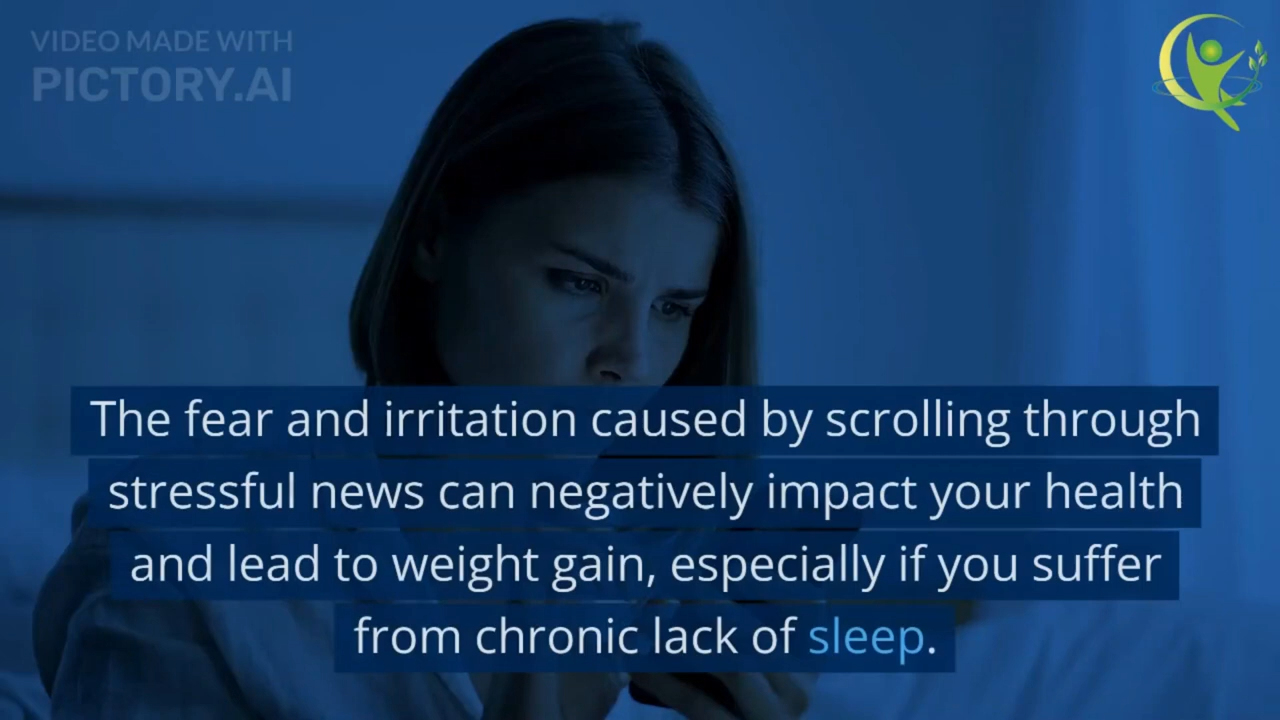 VIDEO MADE WITH
PICTORY.AI
The fear and irritation caused by scrolling through
stressful news can negatively impact your health
and lead to weight gain, especially if you suffer
from chronic lack of sleep.